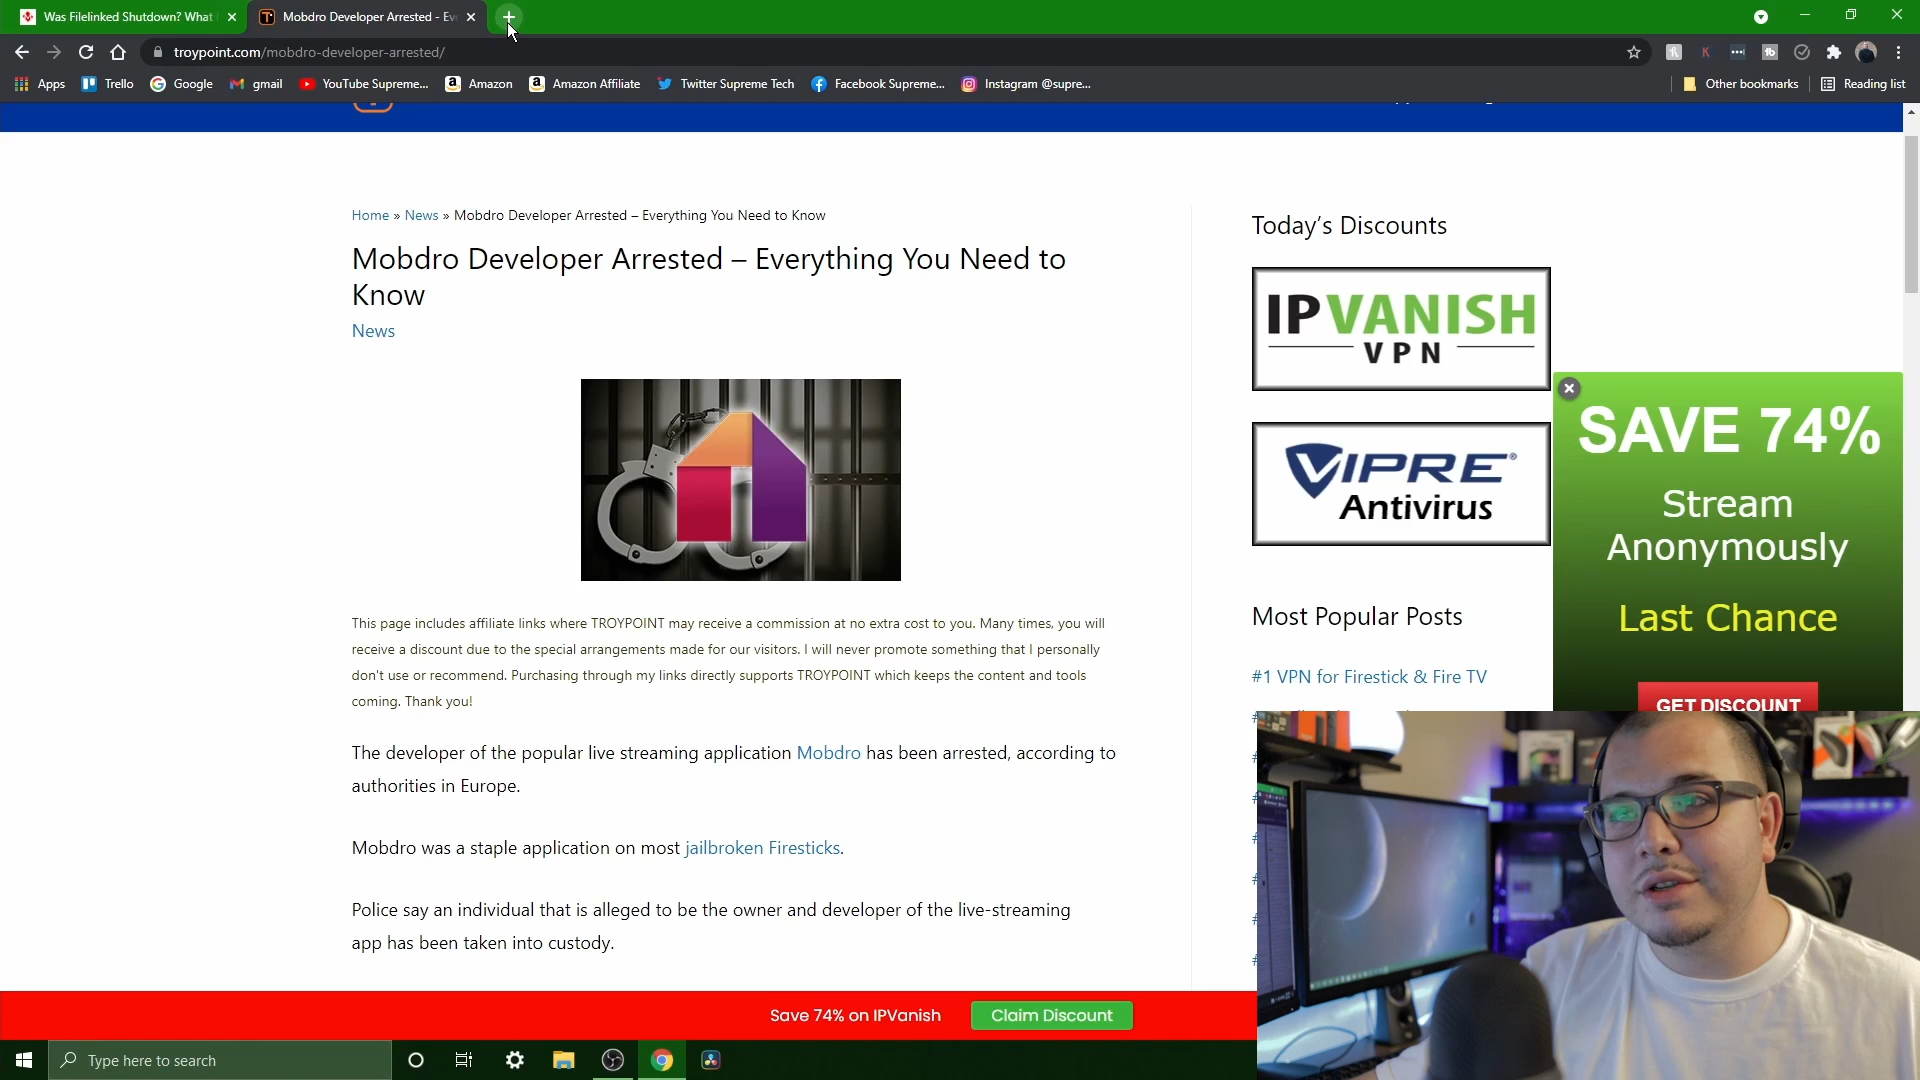 Was Filelinked Shutdown? What
Mobdro Developer Arrested - Ev
troypoint.com/mobdro-developer-arrested/
Apps
Trello
Google
gmail
YouTube Supreme...
Amazon
Amazon Affiliate
Twitter Supreme Tech
Facebook Supreme...
Instagram @supre...
Other bookmarks
Reading list
Home » News » Mobdro Developer Arrested – Everything You Need to Know
Mobdro Developer Arrested – Everything You Need to
Know
News
This page includes affiliate links where TROYPOINT may receive a commission at no extra cost to you. Many times, you will
receive a discount due to the special arrangements made for our visitors. I will never promote something that I personally
don't use or recommend. Purchasing through my links directly supports TROYPOINT which keeps the content and tools
coming. Thank you!
The developer of the popular live streaming application Mobdro has been arrested, according to
authorities in Europe.
Mobdro was a staple application on most jailbroken Firesticks.
Police say an individual that is alleged to be the owner and developer of the live-streaming
app has been taken into custody.
Today's Discounts
IPVANISH
VPN
VIPRE®
Antivirus
Most Popular Posts
#1 VPN for Firestick & Fire TV
SAVE 74%
Stream
Anonymously
Last Chance
GET DISCOUNT
Save 74% on IPVanish
Claim Discount
Type here to search